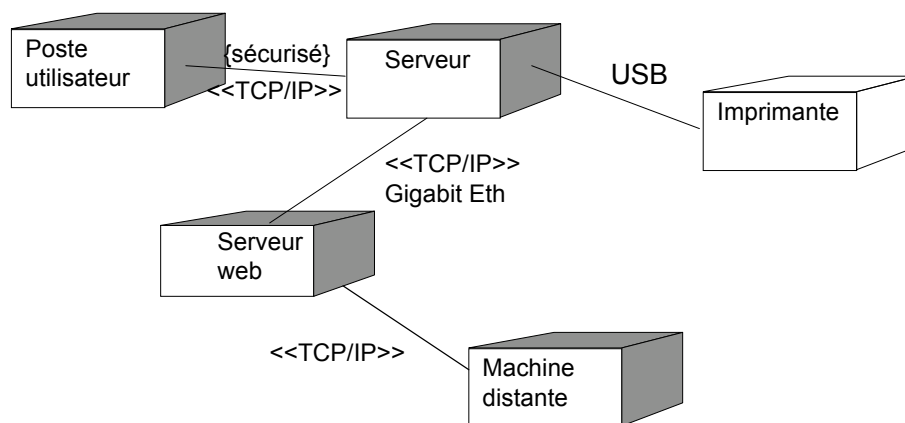 Poste
utilisateur
{sécurisé}
<<TCP/IP>>
Serveur
USB
Imprimante
<<TCP/IP>>
Gigabit Eth
Serveur
web
<<TCP/IP>>
Machine
distante